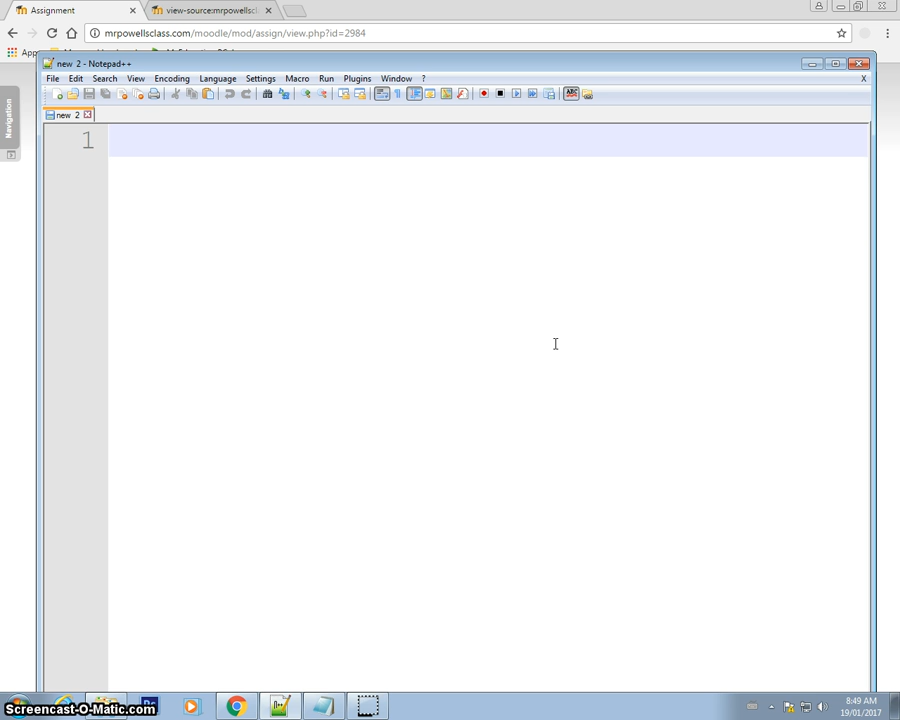 Assignment
view-source:mrpowellscl
mrpowellsclass.com/moodle/mod/assign/view.php?id=2984
App
new 2 - Notepad++
File Edit Search View Encoding Language Settings Macro Run Plugins Window ?
X
ABC
new 2
Navigation
1
8:49 AM
19/01/2017
Screencast-O-Matic.com